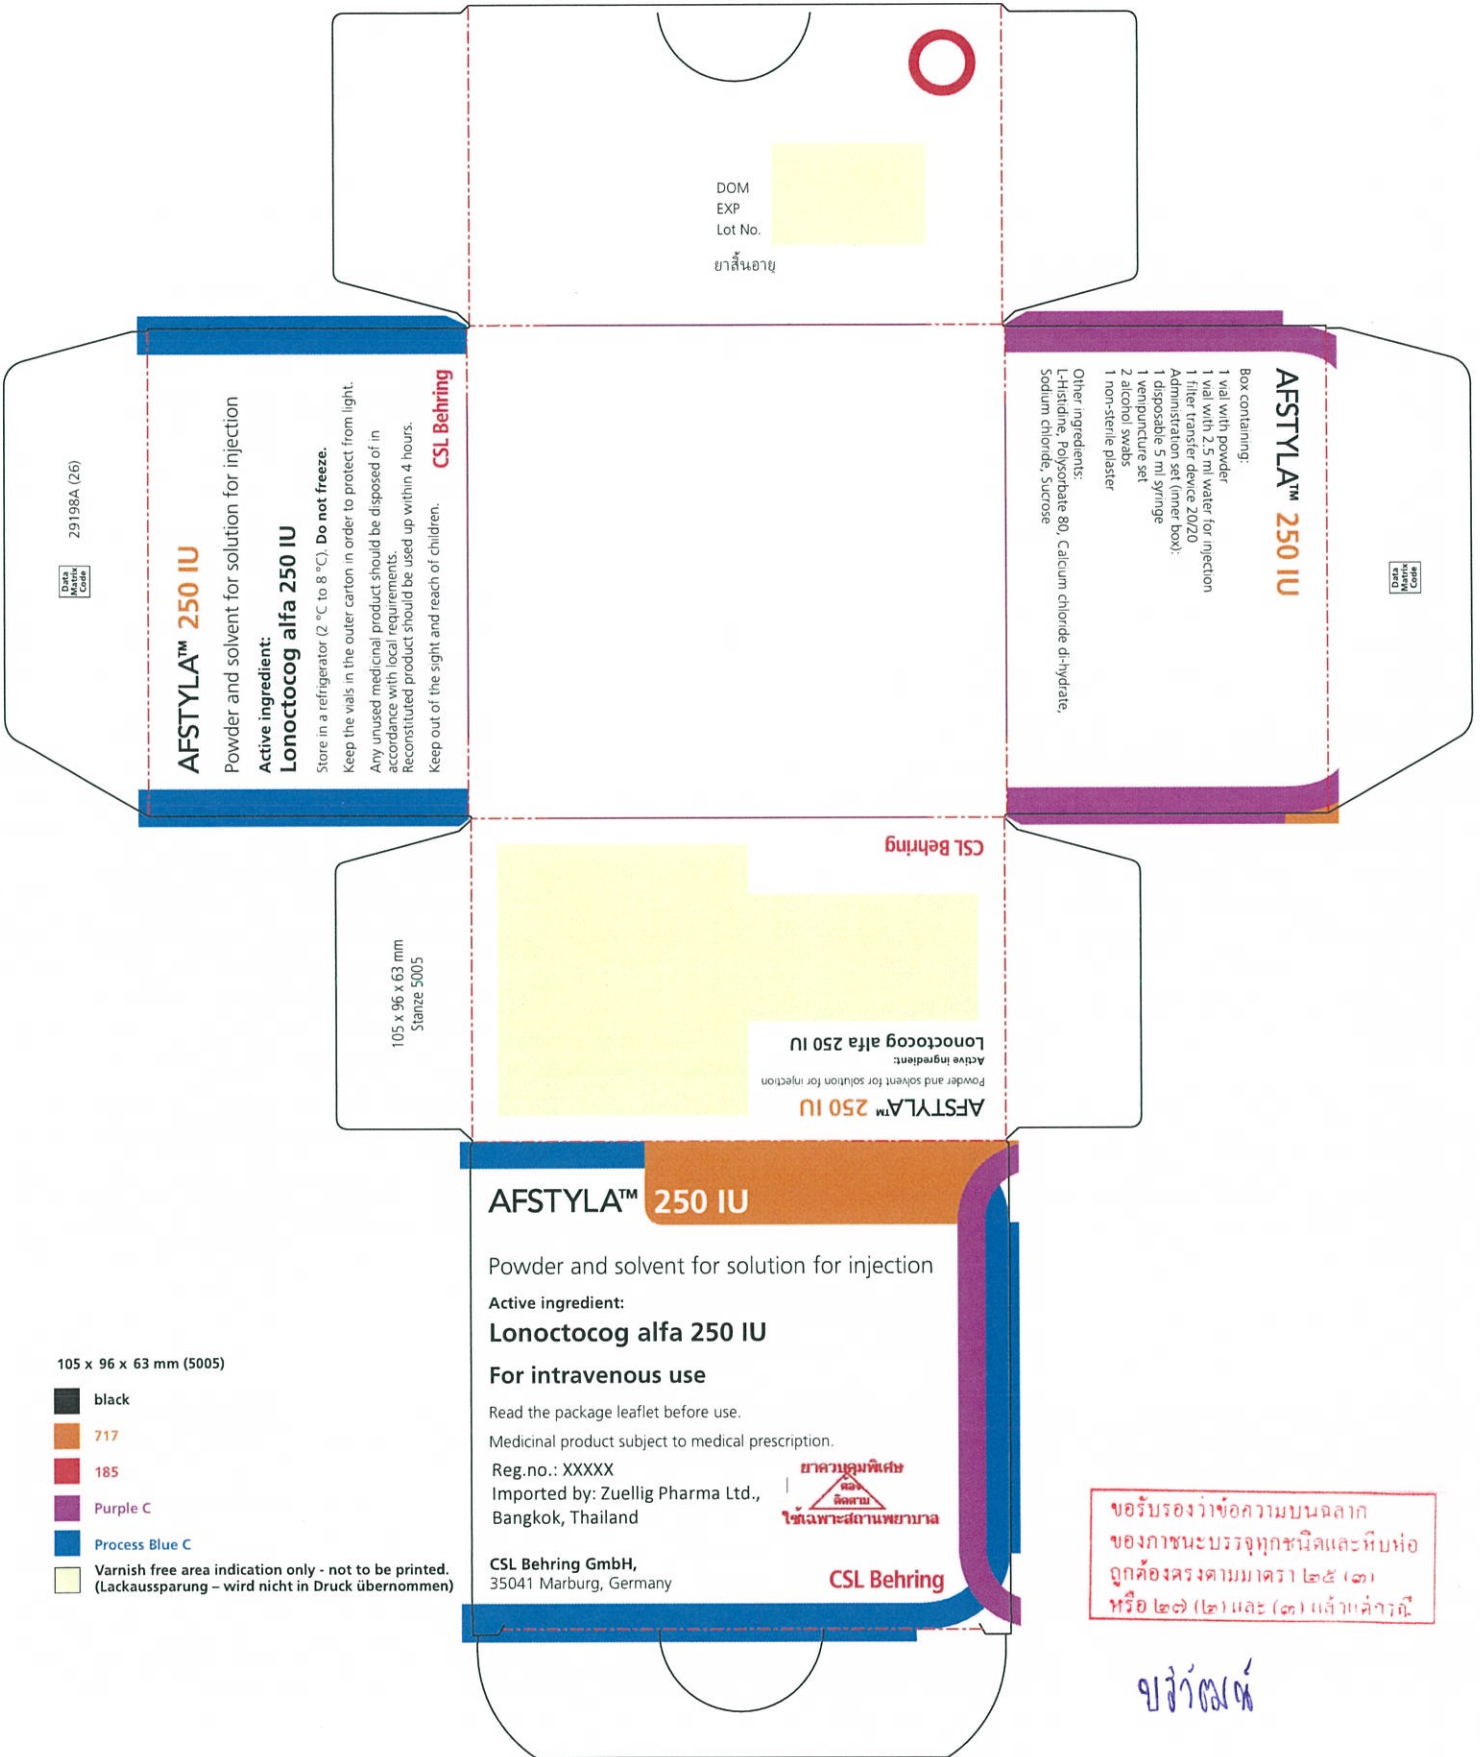 DOM
EXP
Lot No.
ยาสิ้นอายุ
29198A (26)
Data
Matrix
Code
AFSTYLA™ 250 IU
Powder and solvent for solution for injection
Active ingredient:
Lonoctocog alfa 250 IU
Store in a refrigerator (2 °C to 8 °C). Do not freeze.
Keep the vials in the outer carton in order to protect from light.
Any unused medicinal product should be disposed of in
accordance with local requirements.
Reconstituted product should be used up within 4 hours.
Keep out of the sight and reach of children.
CSL Behring
AFSTYLA™ 250 IU
Box containing:
1 vial with powder
1 vial with 2.5 ml water for injection
1 filter transfer device 20/20
Administration set (inner box):
1 disposable 5 ml syringe
1 venipuncture set
2 alcohol swabs
1 non-sterile plaster
Other ingredients:
L-Histidine, Polysorbate 80, Calcium chloride di-hydrate,
Sodium chloride, Sucrose
Data
Matrix
Code
105 x 96 x 63 mm
Stanze 5005
AFSTYLA™ 250 IU
Powder and solvent for solution for injection
Active ingredient:
Lonoctocog alfa 250 IU
CSL Behring
AFSTYLA™ 250 IU
Powder and solvent for solution for injection
Active ingredient:
Lonoctocog alfa 250 IU
For intravenous use
Read the package leaflet before use.
Medicinal product subject to medical prescription.
Reg.no.: XXXXX
Imported by: Zuellig Pharma Ltd.,
Bangkok, Thailand
ยาควบคุมพิเศษ
ต้อง
ติดตาม
ใช้เฉพาะสถานพยาบาล
CSL Behring GmbH,
35041 Marburg, Germany
CSL Behring
105 x 96 x 63 mm (5005)
black
717
185
Purple C
Process Blue C
Varnish free area indication only - not to be printed.
(Lackaussparung – wird nicht in Druck übernommen)
ขอรับรองว่าข้อความบนฉลาก
ของภาชนะบรรจุทุกชนิดและหีบห่อ
ถูกต้องตรงตามมาตรา ๒๕ (๓)
หรือ ๒๗ (๒) และ (๓) แล้วแต่กรณี